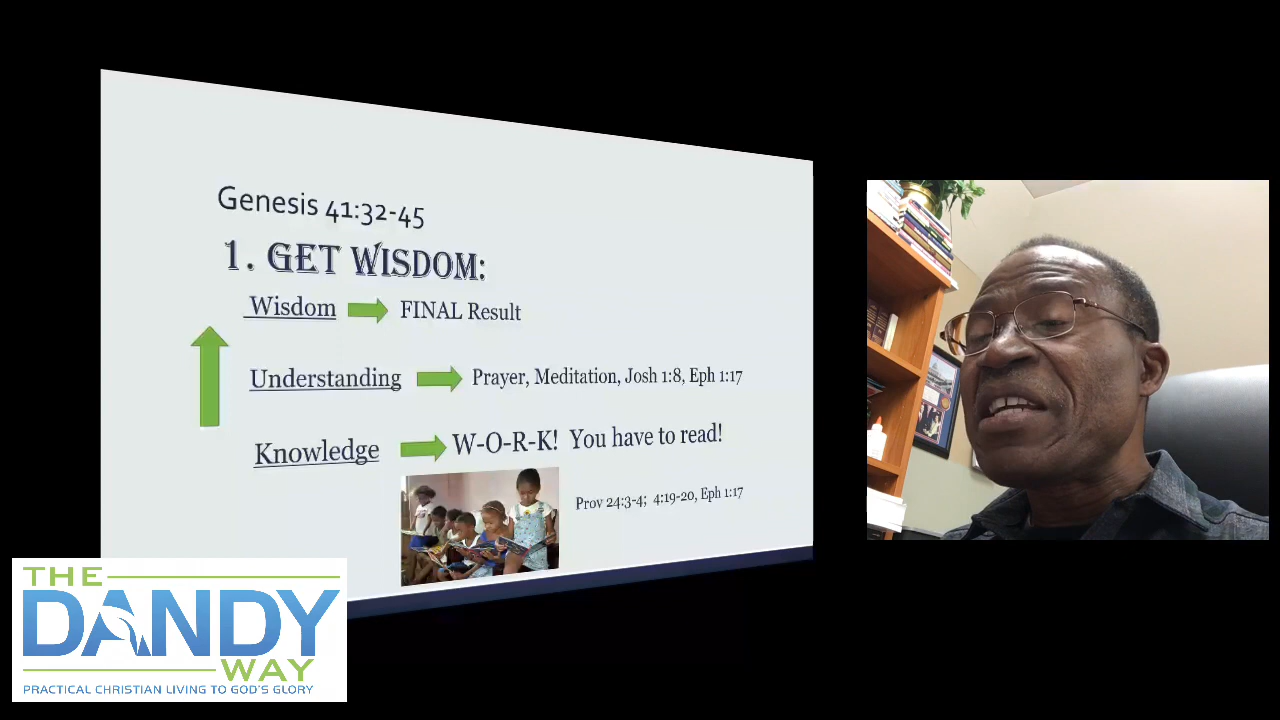 Genesis 41:32-45
1. GET WISDOM:
Wisdom FINAL Result
Understanding Prayer, Meditation, Josh 1:8, Eph 1:17
Knowledge W-O-R-K! You have to read!
Prov 24:3-4; 4:19-20, Eph 1:17
THE
DANDY
WAY
PRACTICAL CHRISTIAN LIVING TO GOD'S GLORY